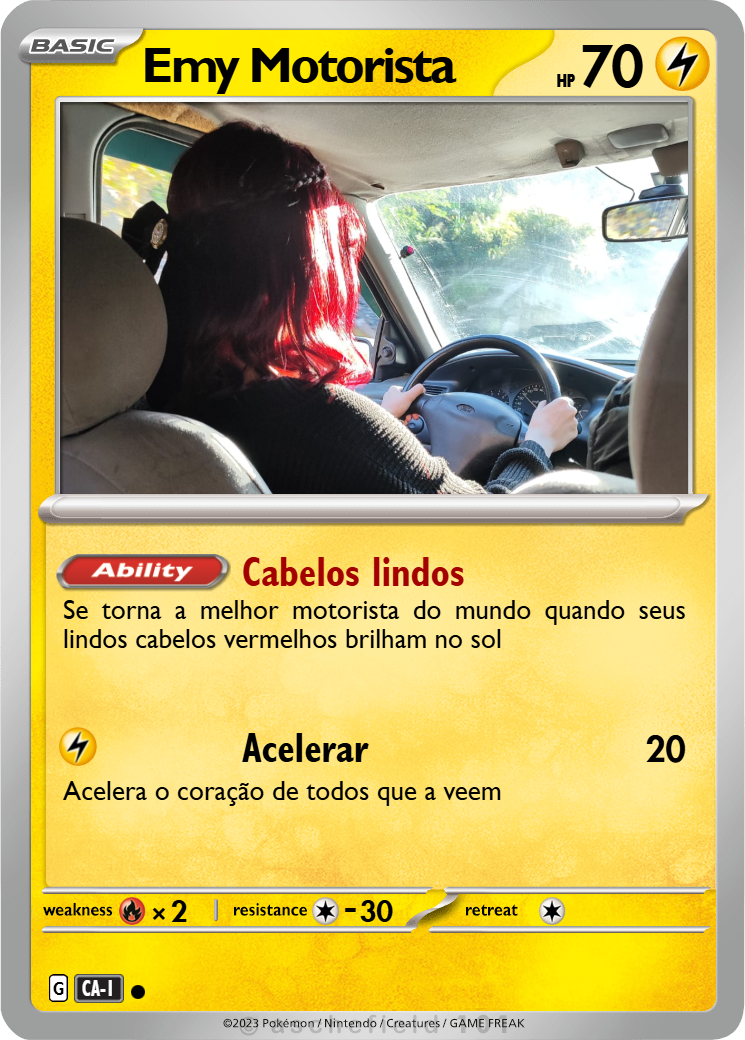 BASIC
Emy Motorista
HP 70
Ability Cabelos lindos
Se torna a melhor motorista do mundo quando seus
lindos cabelos vermelhos brilham no sol
Acelerar 20
Acelera o coração de todos que a veem
weakness × 2 | resistance -30 retreat
G CA-I
©2023 Pokémon / Nintendo / Creatures / GAME FREAK